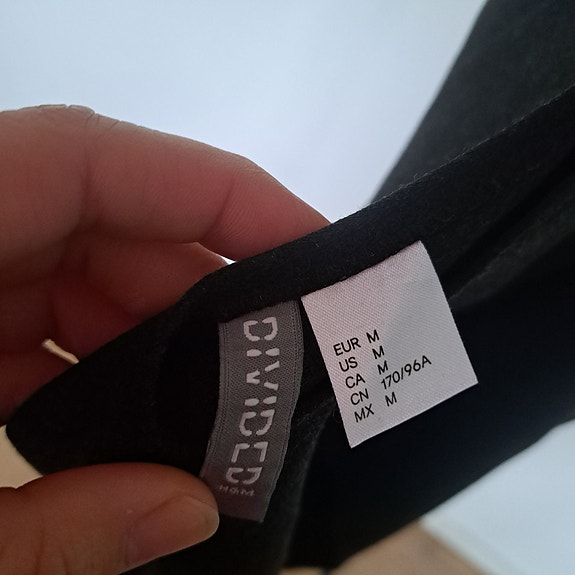 DIVIDED
H&M
EUR M
US M
CA M
CN 170/96A
MX M